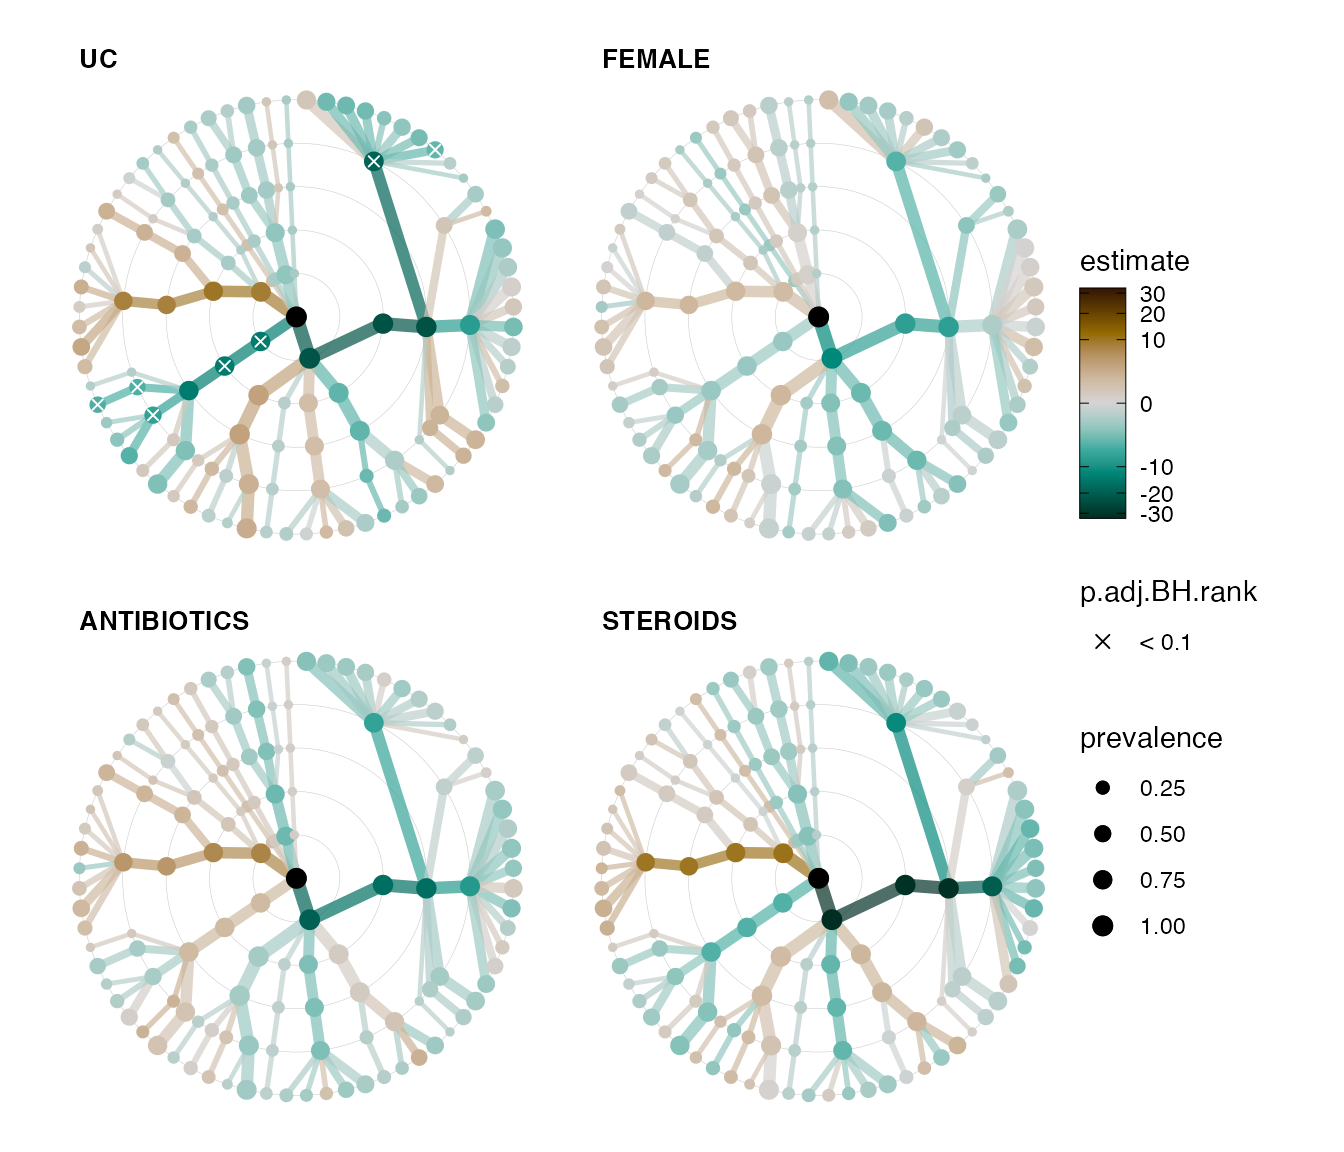 UC
FEMALE
estimate
30
20
10
0
-10
-20
-30
p.adj.BH.rank
< 0.1
ANTIBIOTICS
STEROIDS
prevalence
0.25
0.50
0.75
1.00